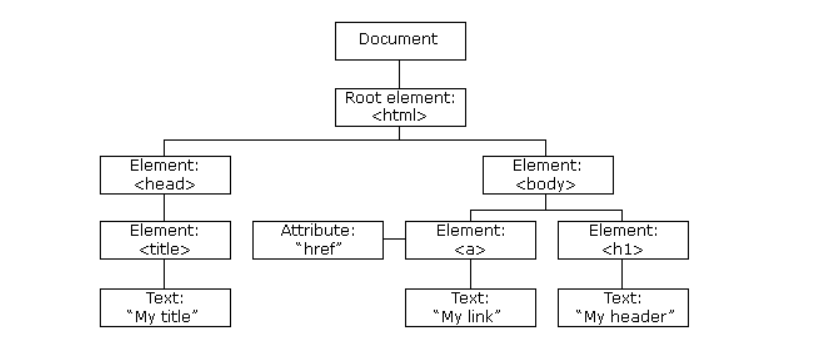 Document
Root element:
<html>
Element:
<head>
Element:
<body>
Element:
<title>
Attribute:
“href”
Element:
<a>
Element:
<h1>
Text:
“My title”
Text:
“My link”
Text:
“My header”